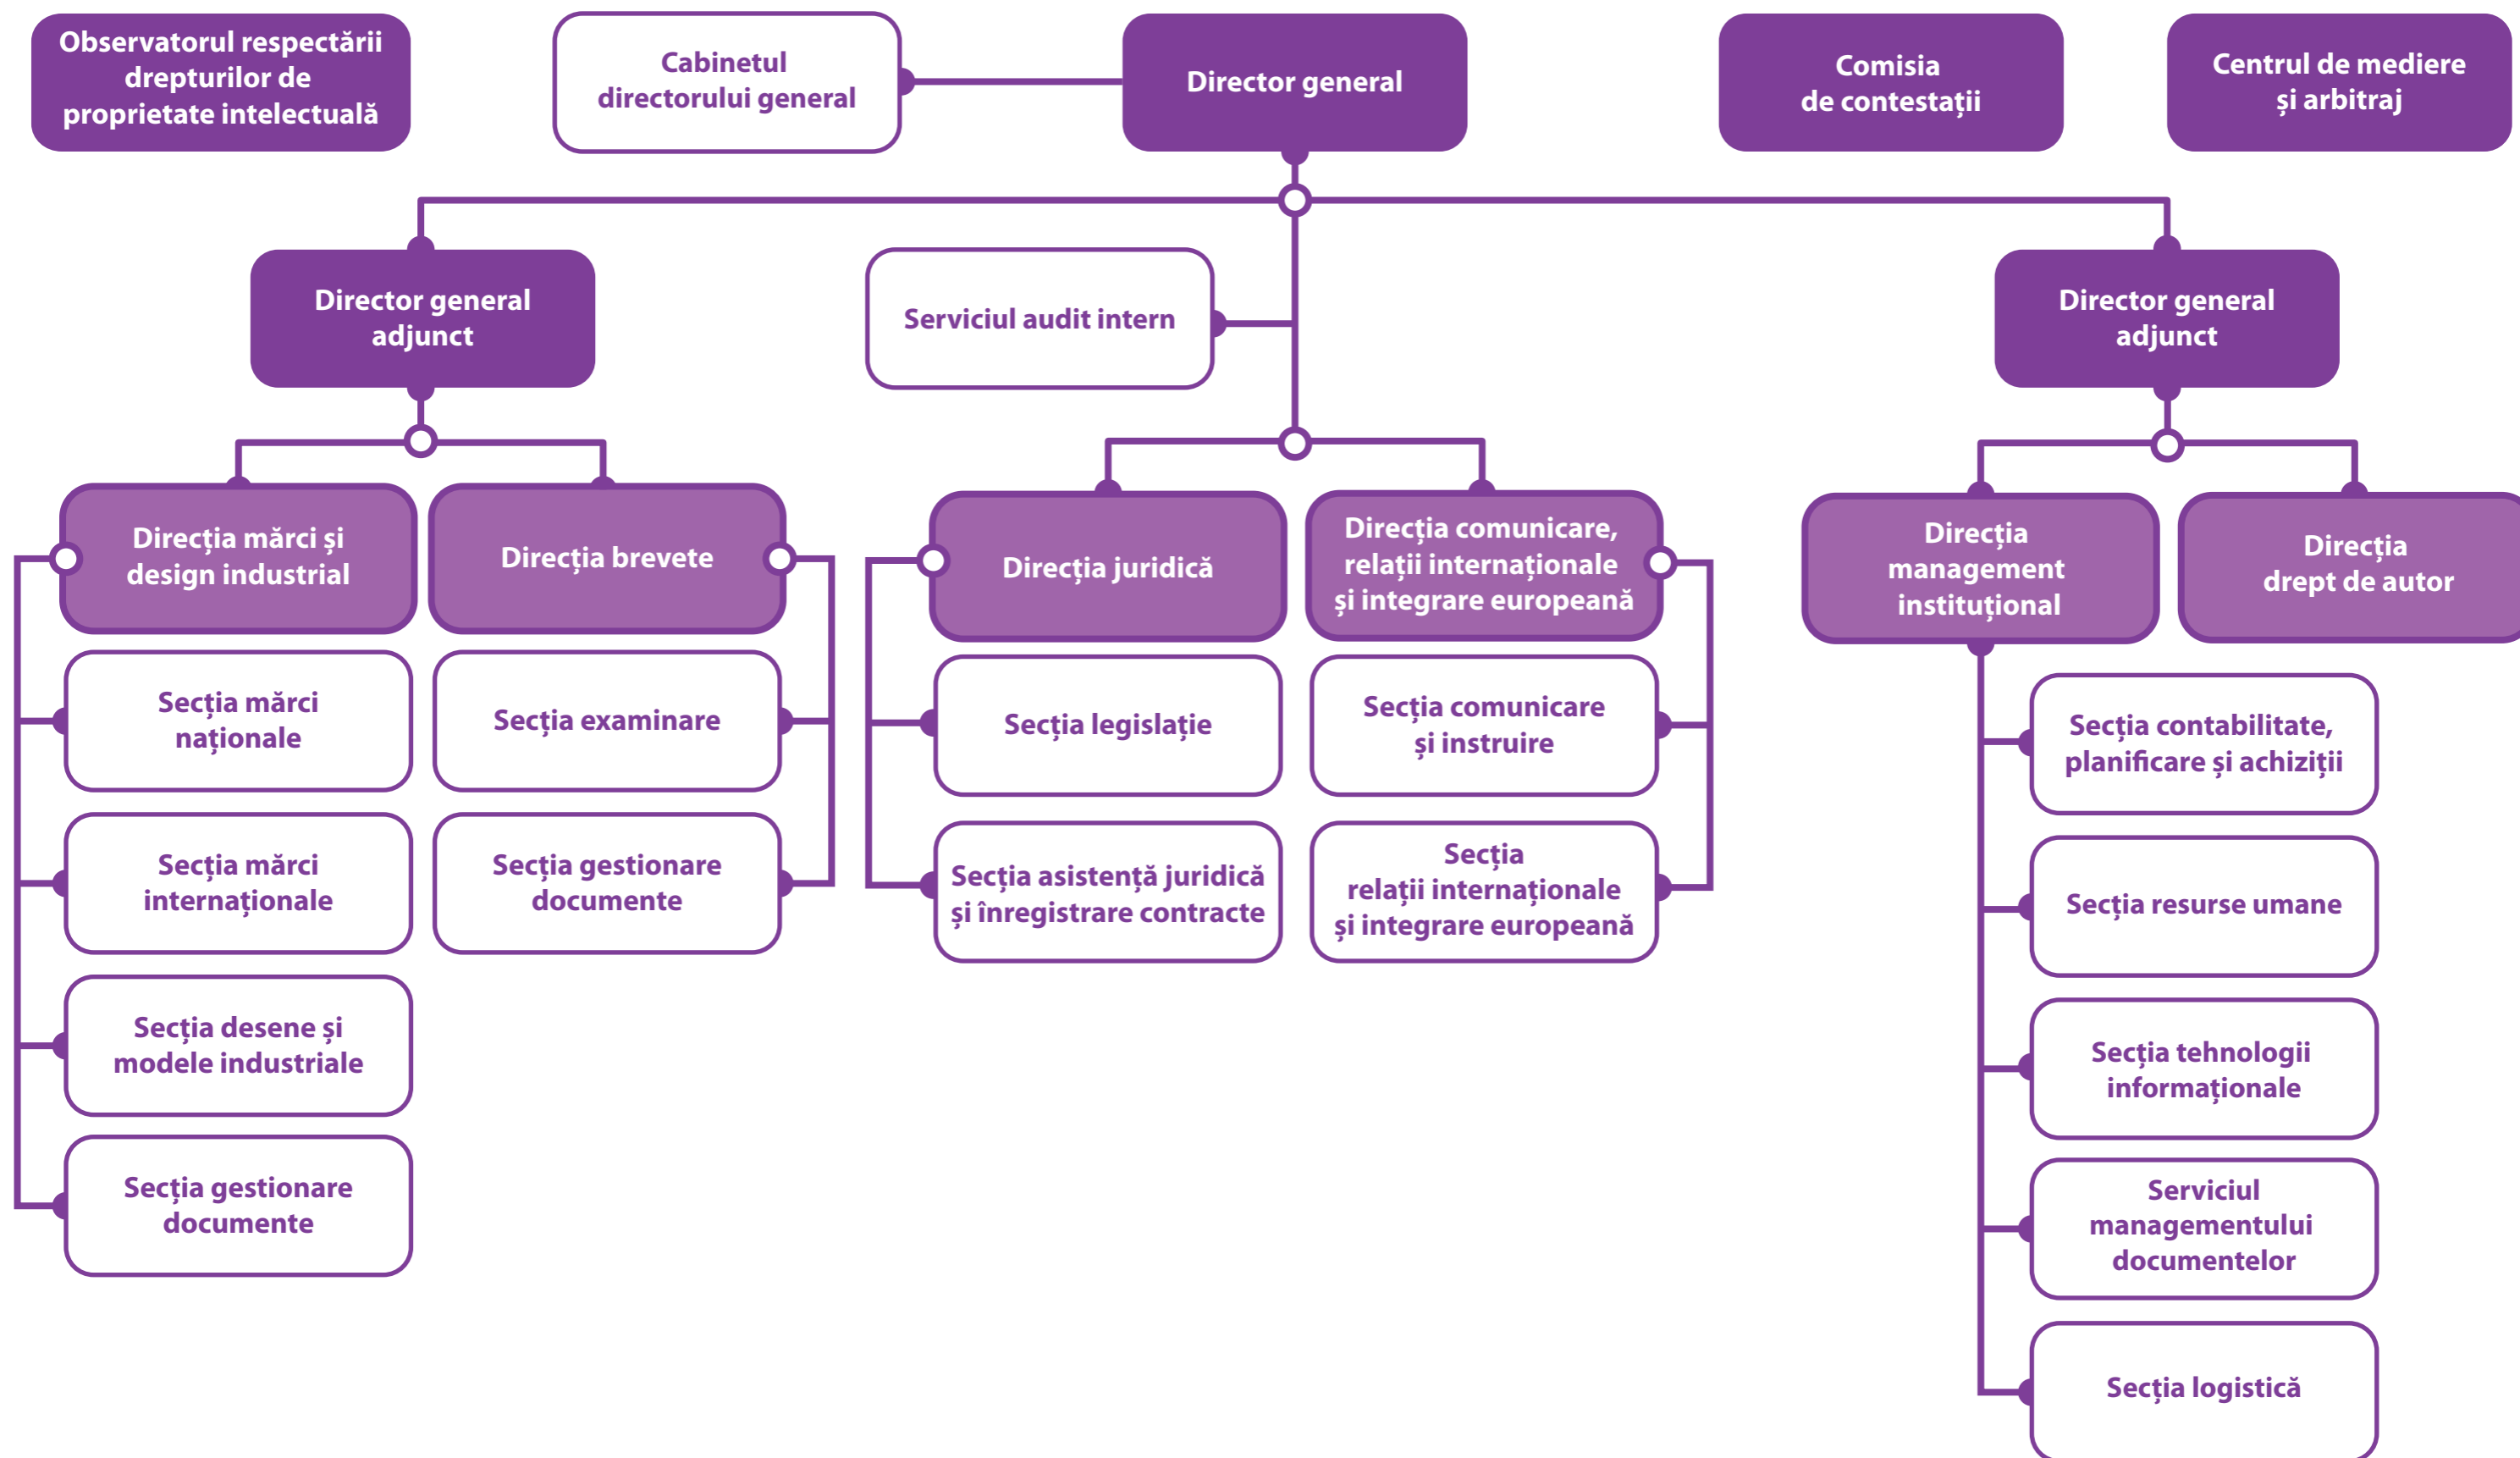 Observatorul respectării
drepturilor de
proprietate intelectuală
Cabinetul
directorului general
Director general
Comisia
de contestații
Centrul de mediere
și arbitraj
Director general
adjunct
Serviciul audit intern
Director general
adjunct
Direcția mărci și
design industrial
Direcția brevete
Direcția juridică
Direcția comunicare,
relații internaționale
și integrare europeană
Direcția
management
instituțional
Direcția
drept de autor
Secția mărci
naționale
Secția examinare
Secția legislație
Secția comunicare
și instruire
Secția contabilitate,
planificare și achiziții
Secția mărci
internaționale
Secția gestionare
documente
Secția asistență juridică
și înregistrare contracte
Secția
relații internaționale
și integrare europeană
Secția resurse umane
Secția desene și
modele industriale
Secția tehnologii
informaționale
Secția gestionare
documente
Serviciul
managementului
documentelor
Secția logistică